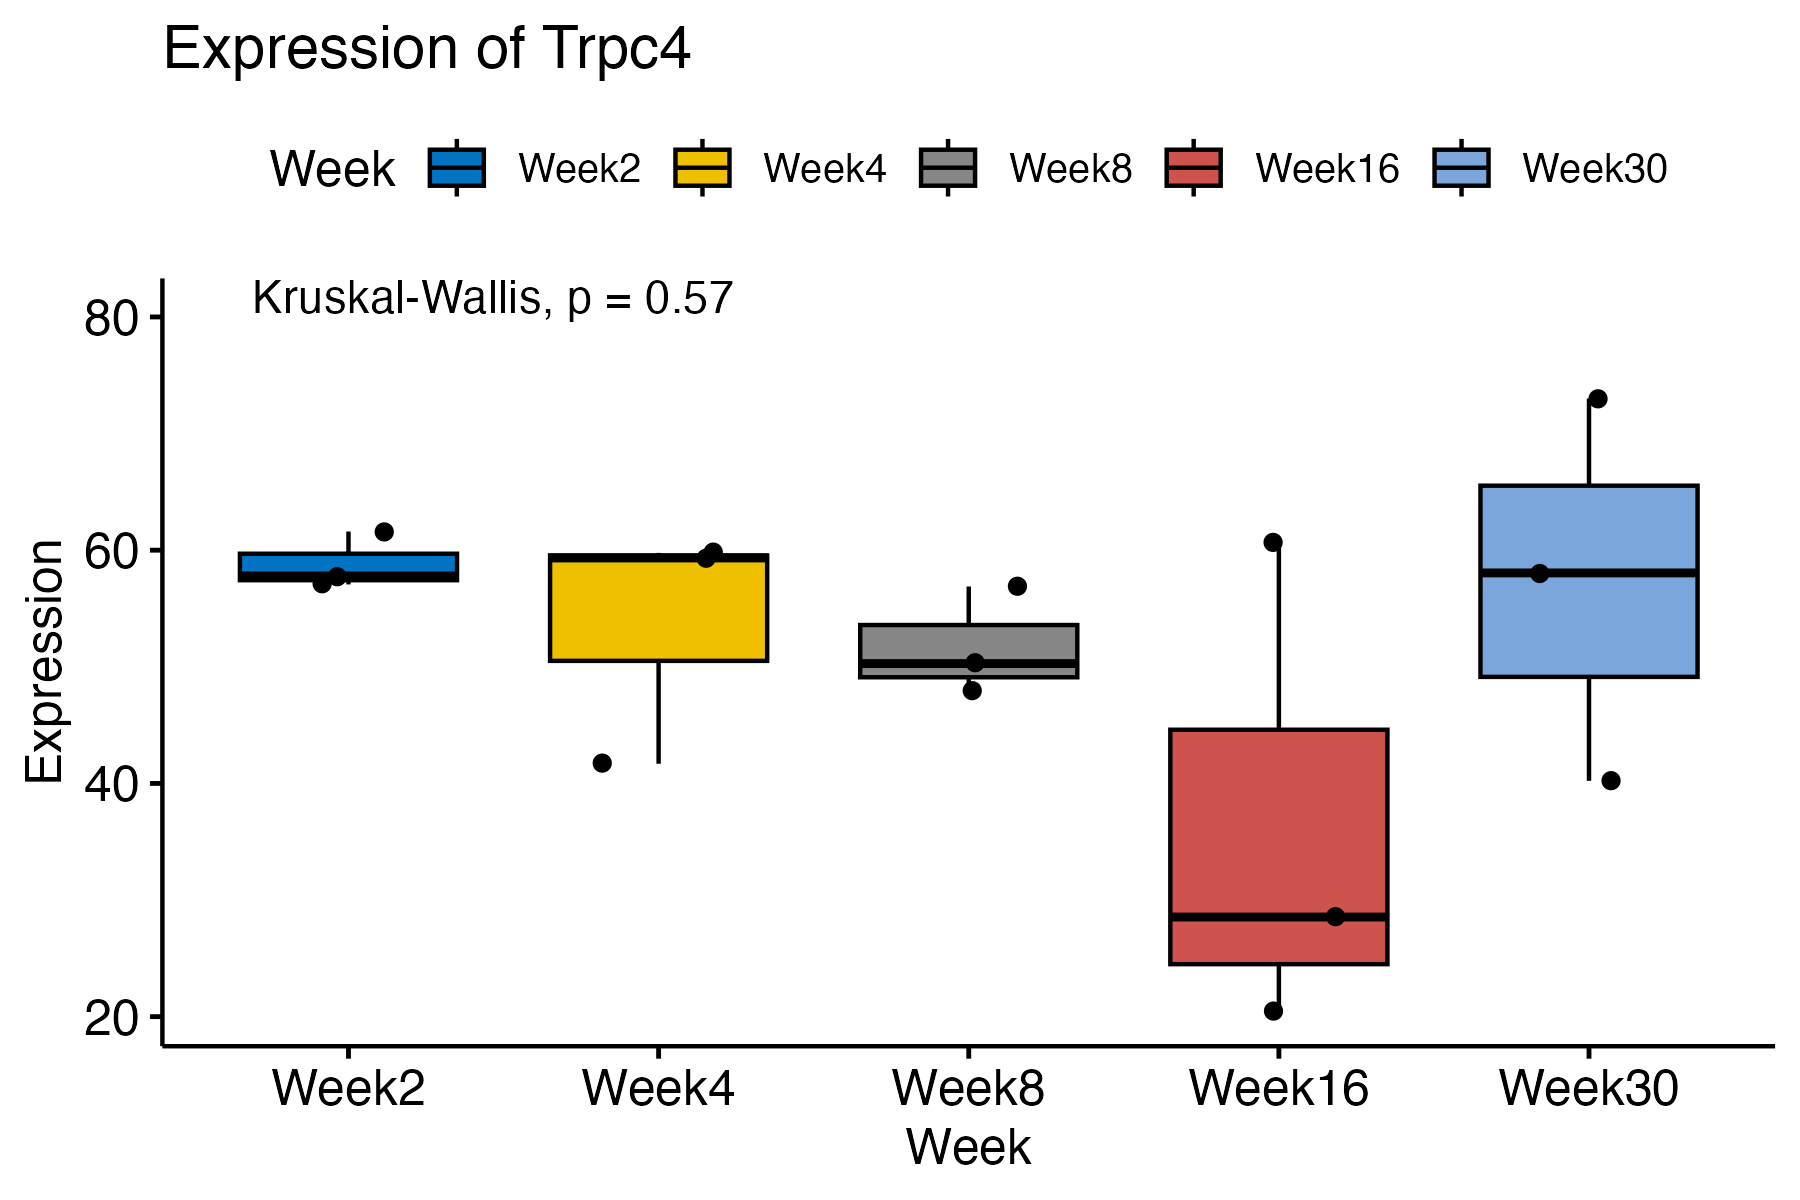 Expression of Trpc4
Week Week2 Week4 Week8 Week16 Week30
Kruskal-Wallis, p = 0.57
80
60
40
20
Expression
Week2 Week4 Week8 Week16 Week30
Week